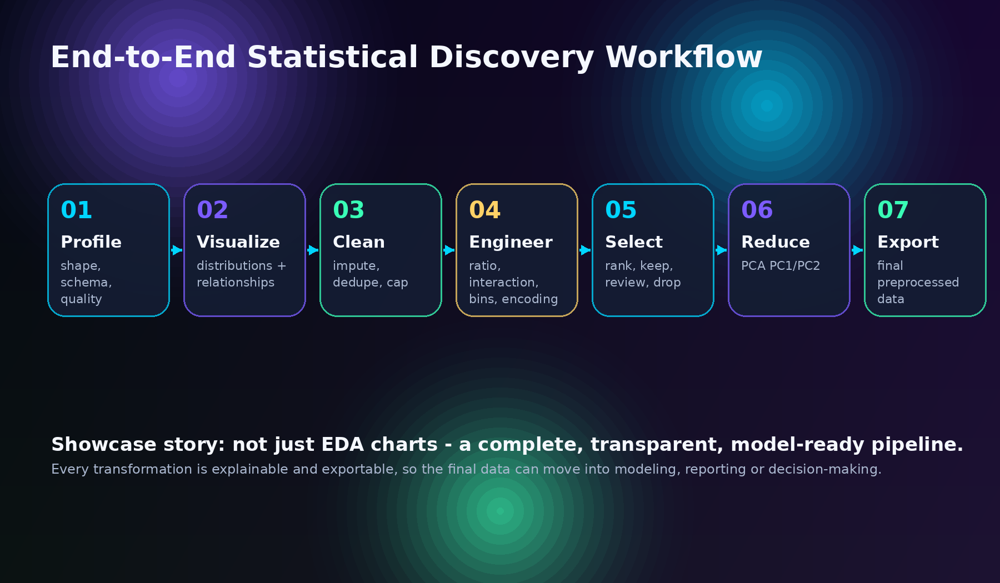 End-to-End Statistical Discovery Workflow
01
Profile
shape,
schema,
quality
02
Visualize
distributions +
relationships
03
Clean
impute,
dedupe, cap
04
Engineer
ratio,
interaction,
bins, encoding
05
Select
rank, keep,
review, drop
06
Reduce
PCA PC1/PC2
07
Export
final
preprocessed
data
Showcase story: not just EDA charts - a complete, transparent, model-ready pipeline.
Every transformation is explainable and exportable, so the final data can move into modeling, reporting or decision-making.